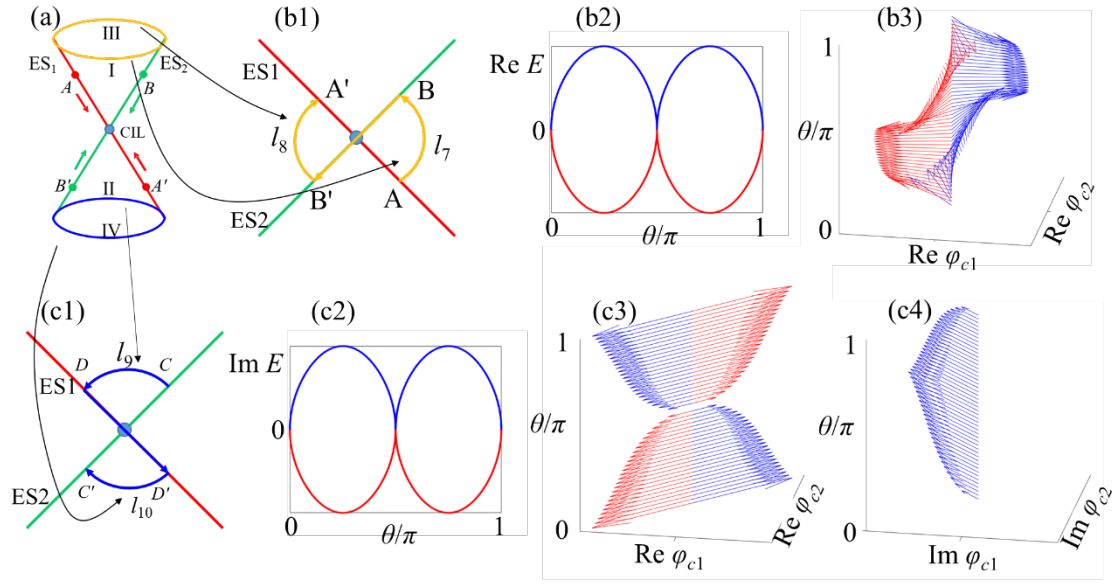 (a)
III
ES₁
I
ES₂
A
B
CIL
B'
A'
II
IV
(b1)
ES1
A'
B
l₈
l₇
B'
A
ES2
(b2)
Re E
0
0
θ/π
1
(b3)
1
θ/π
0
Re φc1
Re φc2
(c1)
D
l₉
C
ES1
ES2
C'
D'
l₁₀
(c2)
Im E
0
0
θ/π
1
(c3)
1
θ/π
0
Re φc1
Re φc2
(c4)
1
θ/π
0
Im φc1
Im φc2